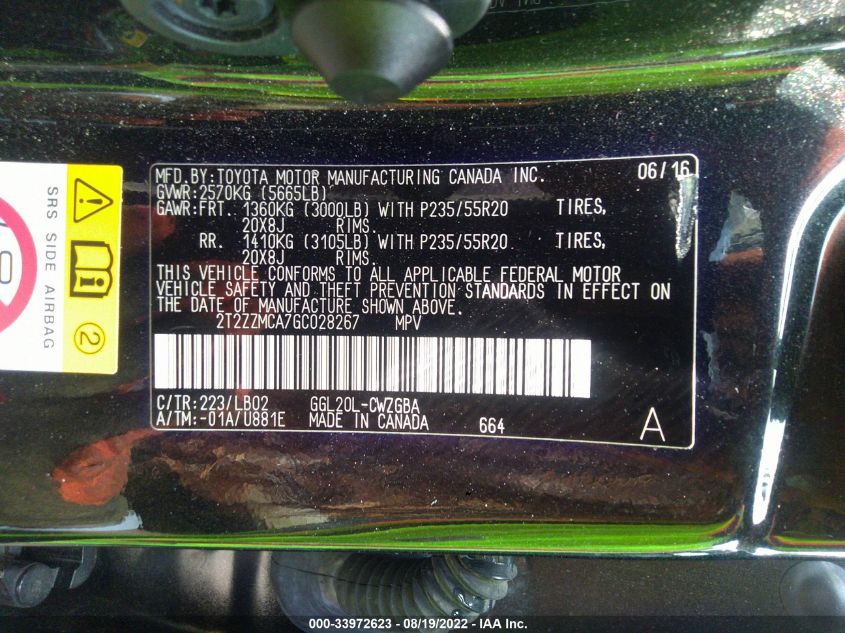 MFD.BY:TOYOTA MOTOR MANUFACTURING CANADA INC. 06/16
GVWR:2570KG (5665LB)
GAWR:FRT. 1360KG (3000LB) WITH P235/55R20 TIRES,
20X8J RIMS.
RR. 1410KG (3105LB) WITH P235/55R20 TIRES,
20X8J RIMS.
THIS VEHICLE CONFORMS TO ALL APPLICABLE FEDERAL MOTOR
VEHICLE SAFETY AND THEFT PREVENTION STANDARDS IN EFFECT ON
THE DATE OF MANUFACTURE SHOWN ABOVE.
2T2ZZMCA7GC028267 MPV
C/TR:223/LB02 GGL20L-CWZGBA
A/TM:-01A/U881E MADE IN CANADA 664
A
SRS SIDE AIRBAG
2
000-33972623 - 08/19/2022 - IAA Inc.